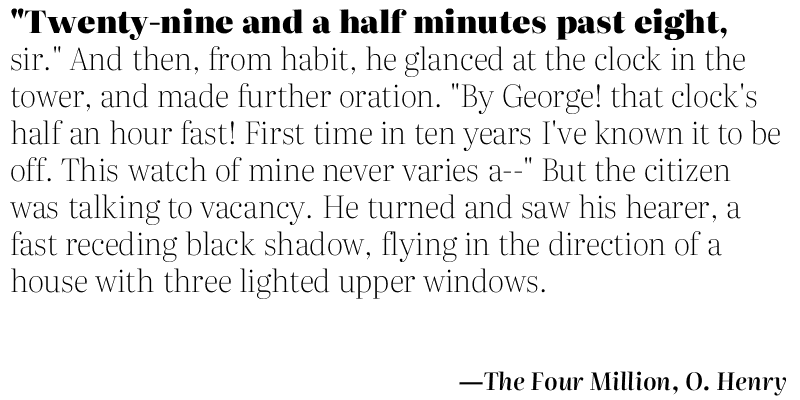 "Twenty-nine and a half minutes past eight,
sir." And then, from habit, he glanced at the clock in the
tower, and made further oration. "By George! that clock's
half an hour fast! First time in ten years I've known it to be
off. This watch of mine never varies a--" But the citizen
was talking to vacancy. He turned and saw his hearer, a
fast receding black shadow, flying in the direction of a
house with three lighted upper windows.
—The Four Million, O. Henry